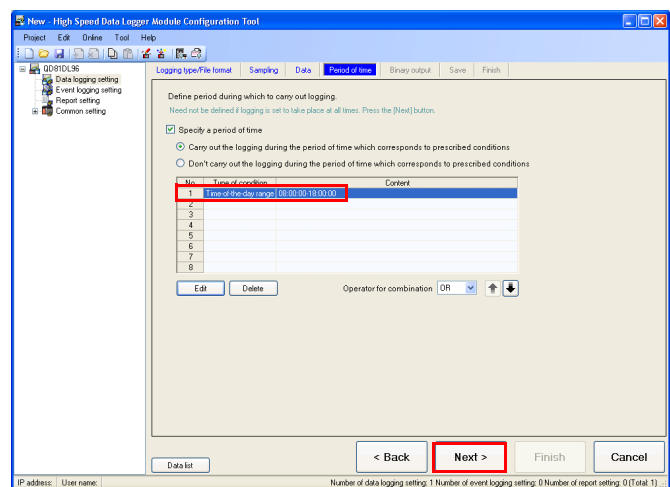 New - High Speed Data Logger Module Configuration Tool
Project Edit Online Tool Help
QD81DL96
Data logging setting
Event logging setting
Report setting
Common setting
Logging type/File format Sampling Data Period of time Binary output Save Finish
Define period during which to carry out logging.
Need not be defined if logging is set to take place at all times. Press the [Next] button.
Specify a period of time
Carry out the logging during the period of time which corresponds to prescribed conditions
Don't carry out the logging during the period of time which corresponds to prescribed conditions
No. Type of condition Content
1 Time-of-the-day range 08:00:00-18:00:00
2
3
4
5
6
7
8
Edit Delete Operator for combination OR
Data list < Back Next > Finish Cancel
IP address: User name: Number of data logging setting: 1 Number of event logging setting: 0 Number of report setting: 0 (Total: 1)